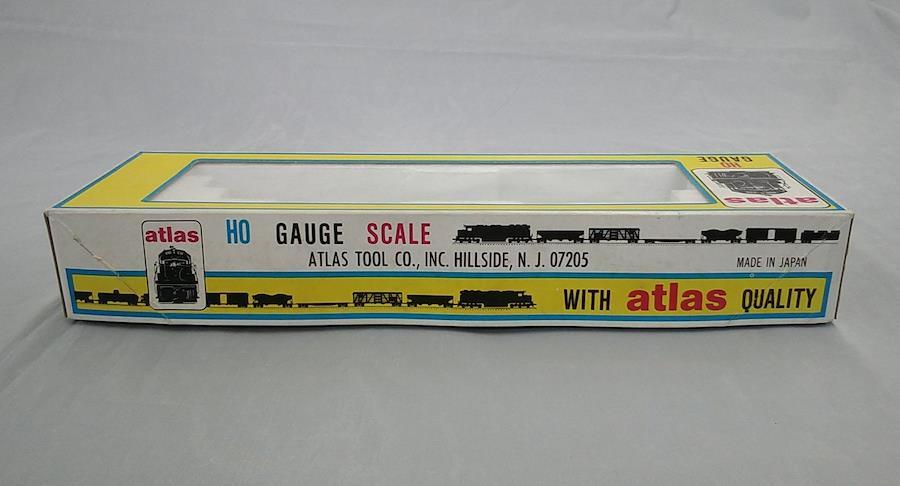 HO
GAUGE
atlas
atlas
HO GAUGE SCALE
ATLAS TOOL CO., INC. HILLSIDE, N. J. 07205
MADE IN JAPAN
WITH atlas QUALITY